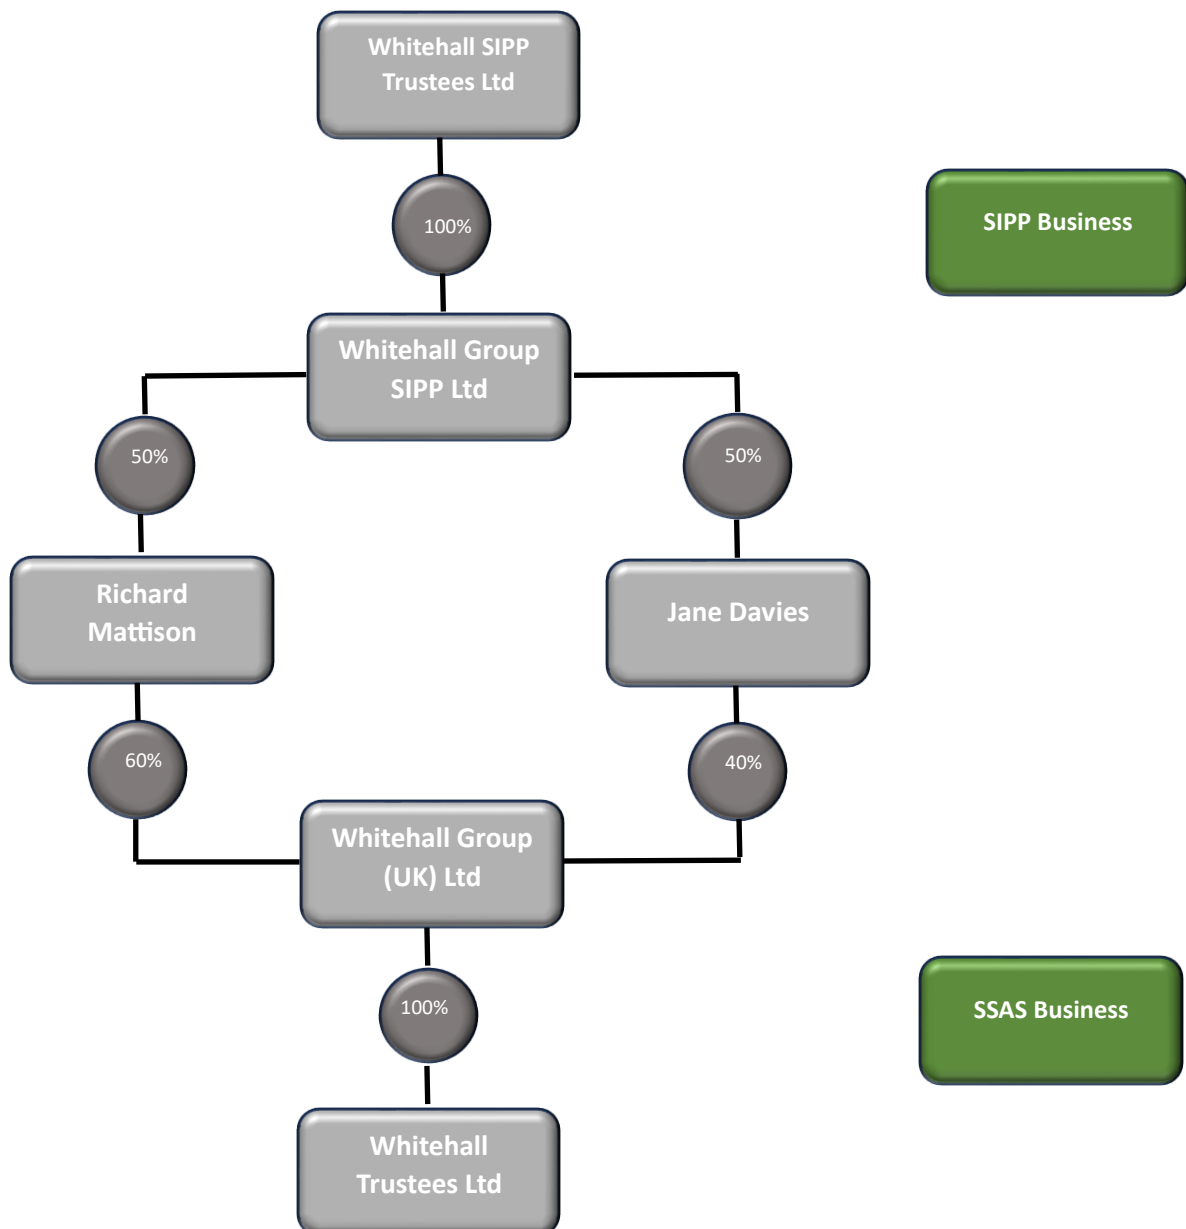 Whitehall SIPP
Trustees Ltd
100%
SIPP Business
Whitehall Group
SIPP Ltd
50%
50%
Richard
Mattison
Jane Davies
60%
40%
Whitehall Group
(UK) Ltd
100%
SSAS Business
Whitehall
Trustees Ltd